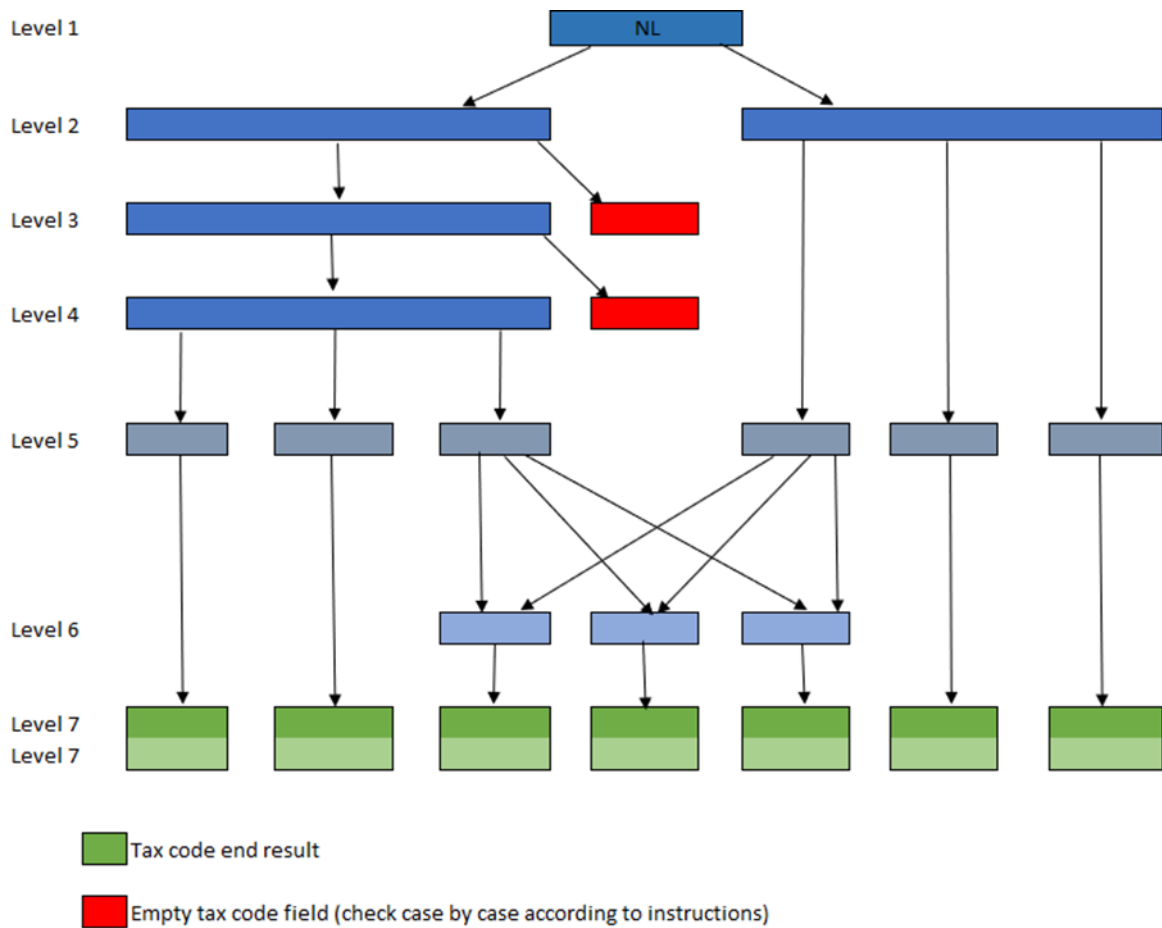 Level 1
NL
Level 2
Level 3
Level 4
Level 5
Level 6
Level 7
Level 7
Tax code end result
Empty tax code field (check case by case according to instructions)